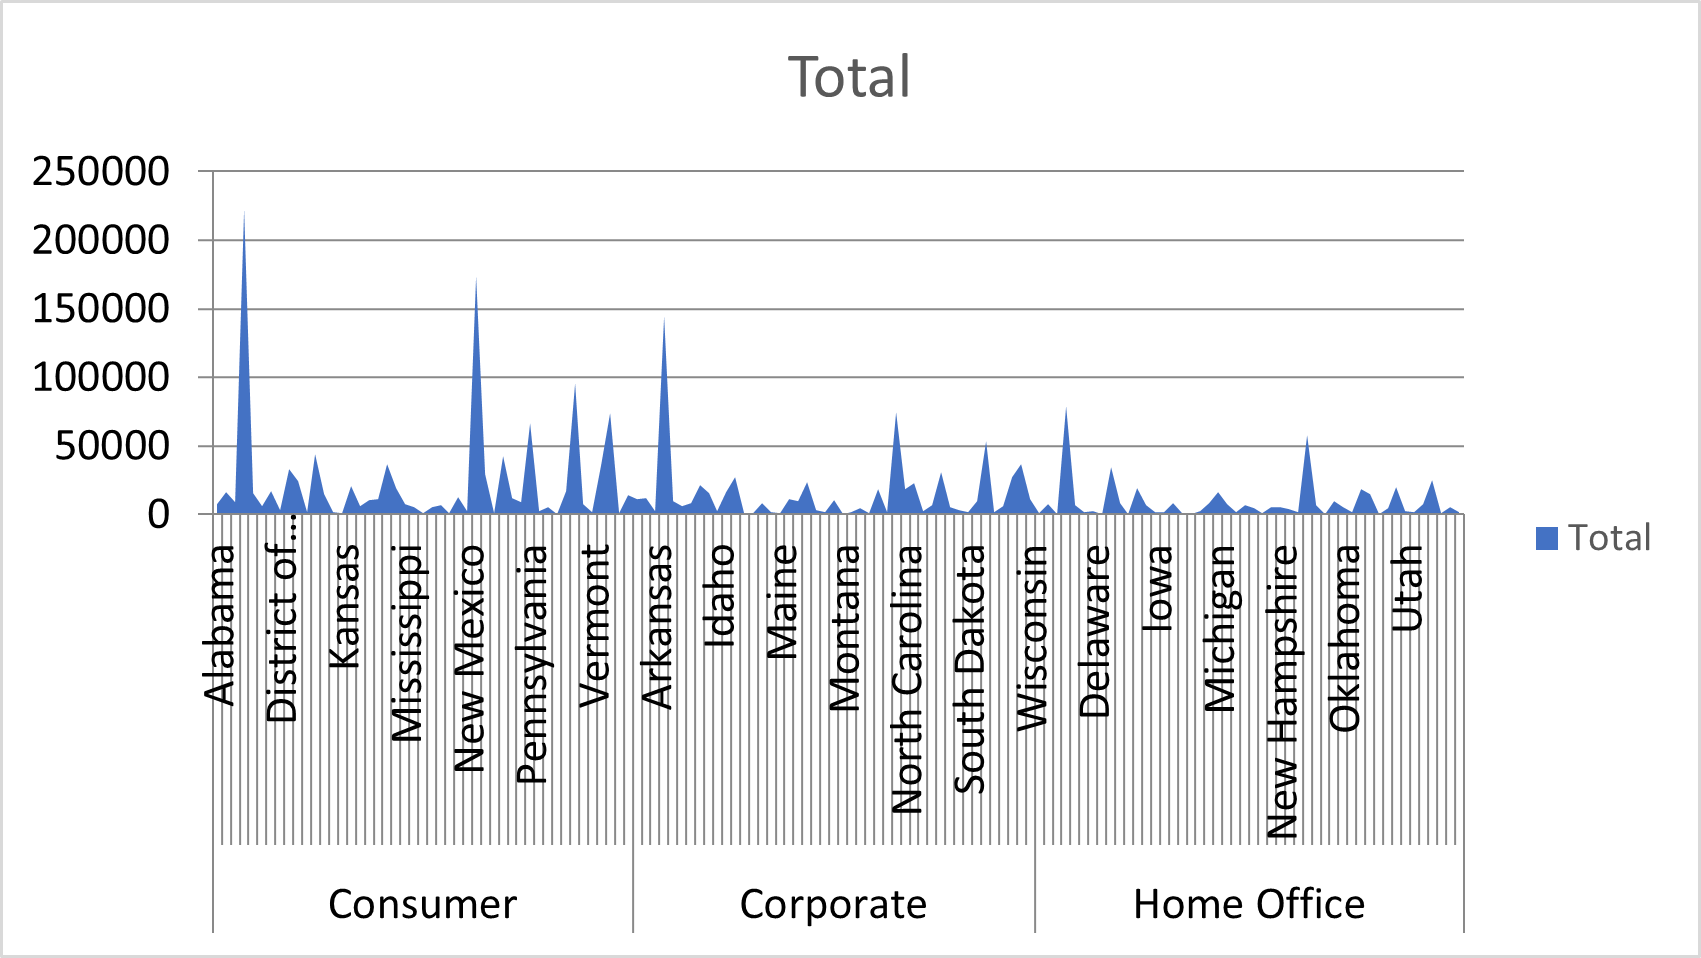 Total
250000
200000
150000
100000
50000
0
Total
Alabama
District of...
Kansas
Mississippi
New Mexico
Pennsylvania
Vermont
Arkansas
Idaho
Maine
Montana
North Carolina
South Dakota
Wisconsin
Delaware
Iowa
Michigan
New Hampshire
Oklahoma
Utah
Consumer
Corporate
Home Office